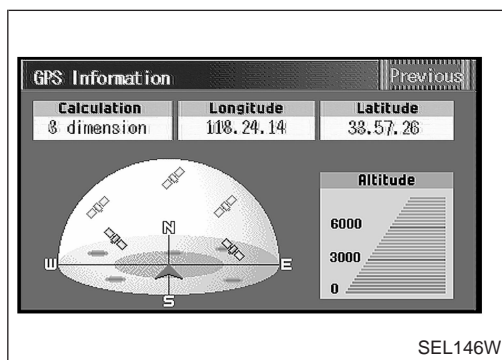 GPS Information
Previous
Calculation
Longitude
Latitude
3 dimension
118.24.14
33.57.26
Altitude
6000
3000
0
N
W
E
S
SEL146W